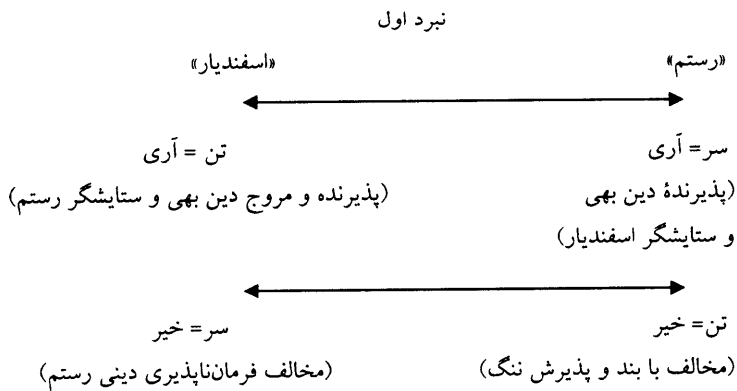 نبرد اول
«رستم» «اسفندیار»
سر= آری تن = آری
(پذیرندهٔ دین بهی (پذیرنده و مروج دین بهی و ستایشگر رستم)
و ستایشگر اسفندیار)
تن= خیر سر= خیر
(مخالف با بند و پذیرش ننگ) (مخالف فرمان‌ناپذیری دینی رستم)